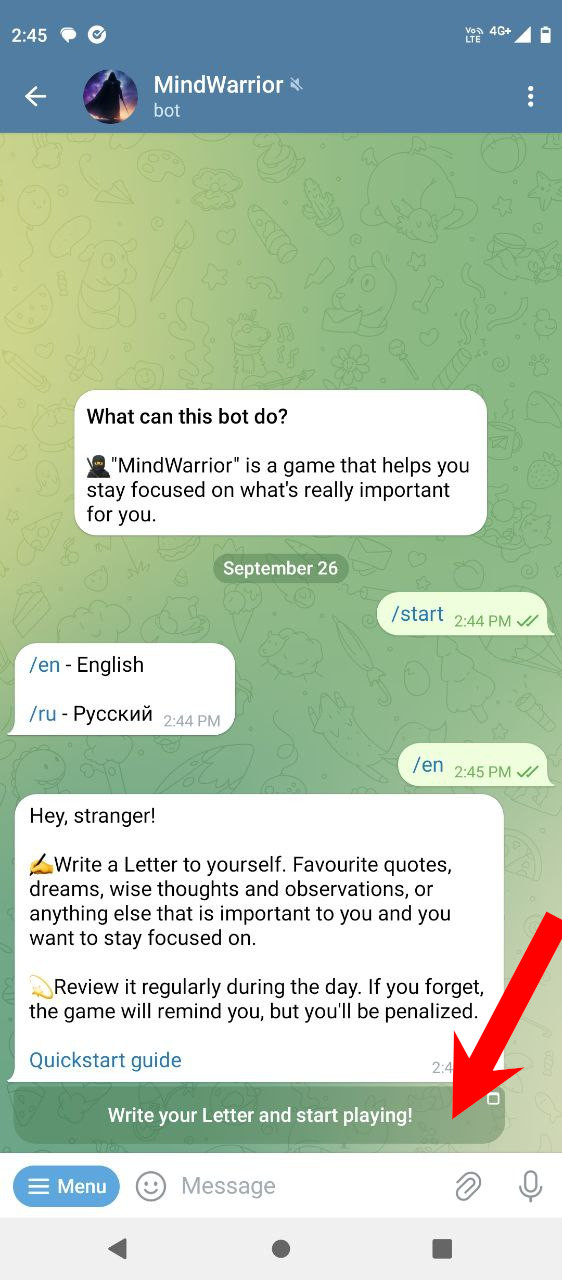 2:45
Vo
LTE
4G+
MindWarrior
bot
What can this bot do?
"MindWarrior" is a game that helps you
stay focused on what's really important
for you.
September 26
/start 2:44 PM
/en - English
/ru - Русский 2:44 PM
/en 2:45 PM
Hey, stranger!
Write a Letter to yourself. Favourite quotes,
dreams, wise thoughts and observations, or
anything else that is important to you and you
want to stay focused on.
Review it regularly during the day. If you forget,
the game will remind you, but you'll be penalized.
Quickstart guide
Write your Letter and start playing!
Menu
Message